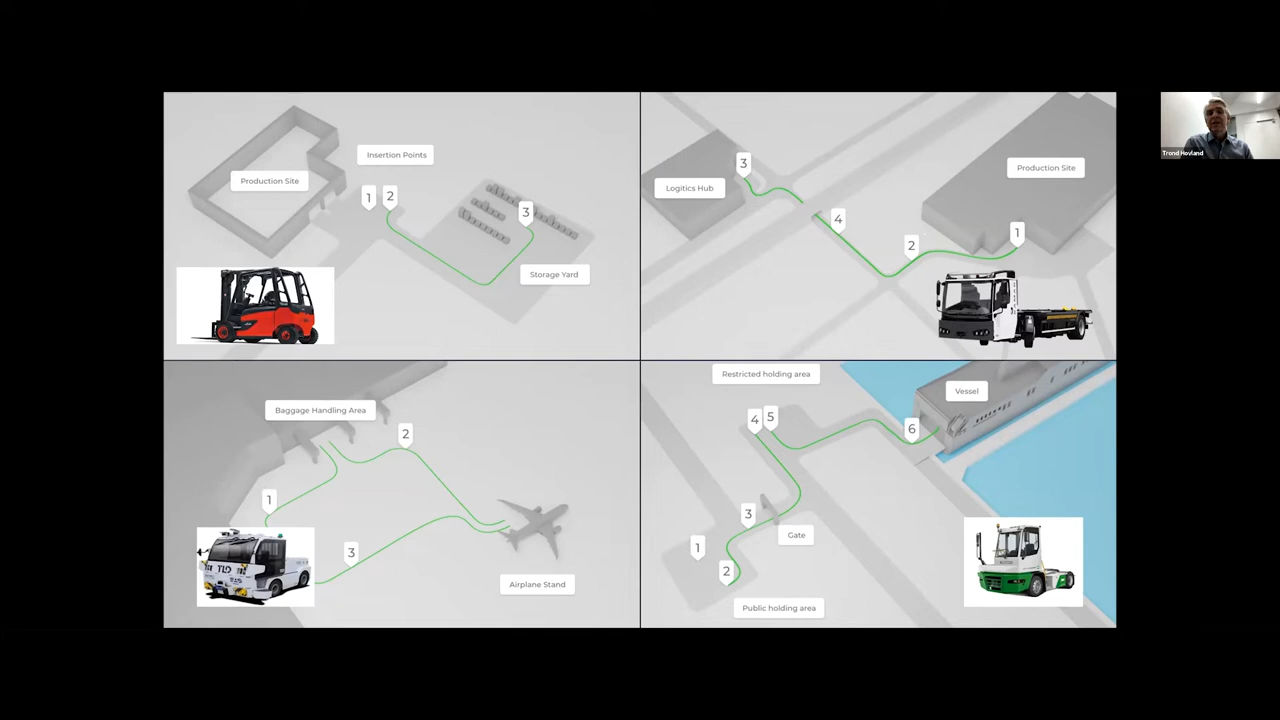 Insertion Points
Production Site
1
2
3
Storage Yard
3
Logitics Hub
4
2
1
Production Site
Baggage Handling Area
2
1
3
TLD
Airplane Stand
Restricted holding area
Vessel
4
5
6
3
Gate
1
2
Public holding area
Trond Hovland